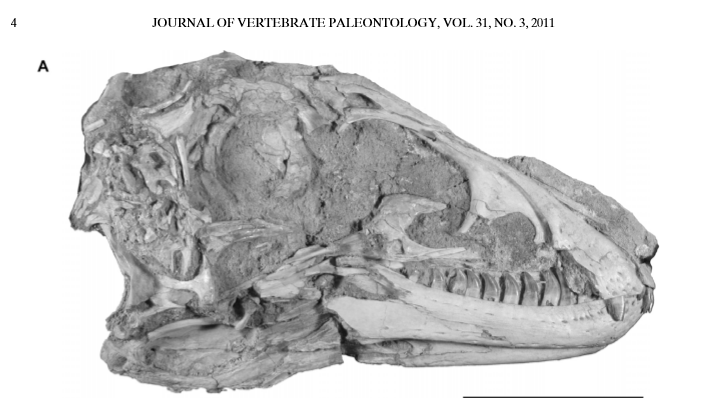 4 JOURNAL OF VERTEBRATE PALEONTOLOGY, VOL. 31, NO. 3, 2011
A